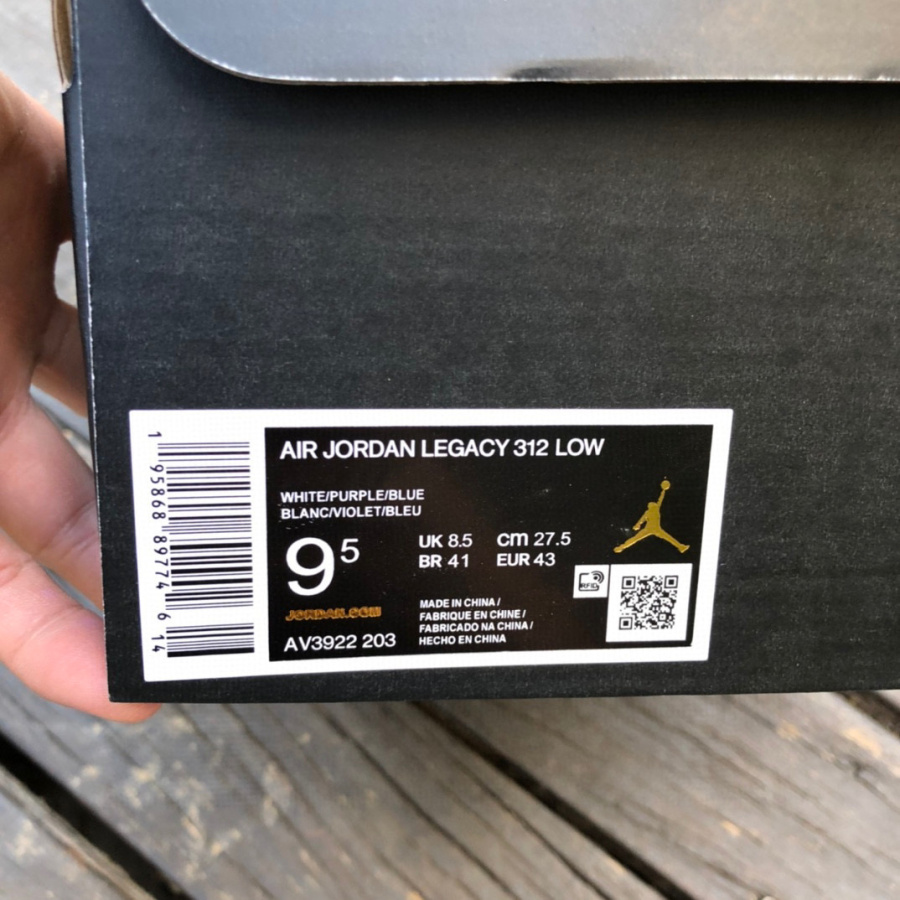 AIR JORDAN LEGACY 312 LOW
WHITE/PURPLE/BLUE
BLANC/VIOLET/BLEU
9 5
UK 8.5 cm 27.5
BR 41 EUR 43
JORDAN.COM
AV3922 203
MADE IN CHINA /
FABRIQUE EN CHINE /
FABRICADO NA CHINA /
HECHO EN CHINA
RFID
1 95868 89774 6 14